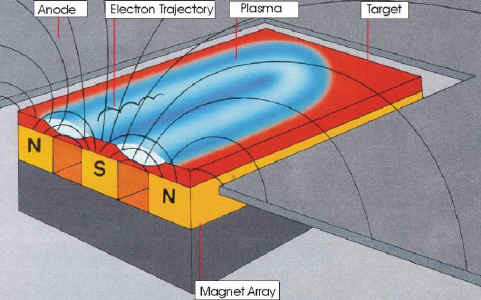 Anode
Electron Trajectory
Plasma
Target
N
S
N
Magnet Array